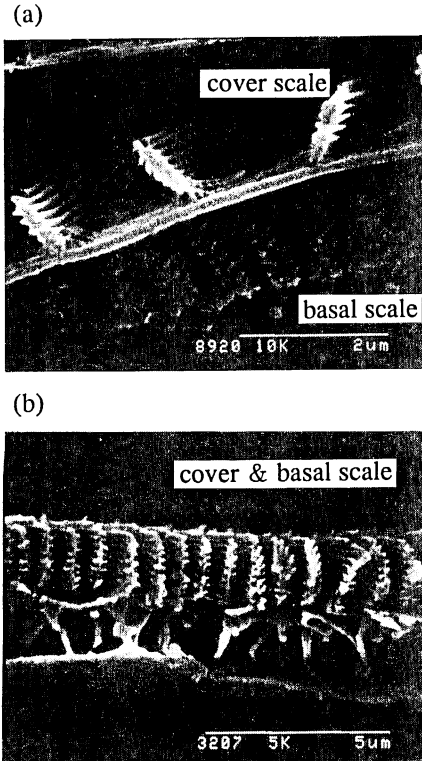 (a)
cover scale
basal scale
8920 10K 2um
(b)
cover & basal scale
3207 5K 5um